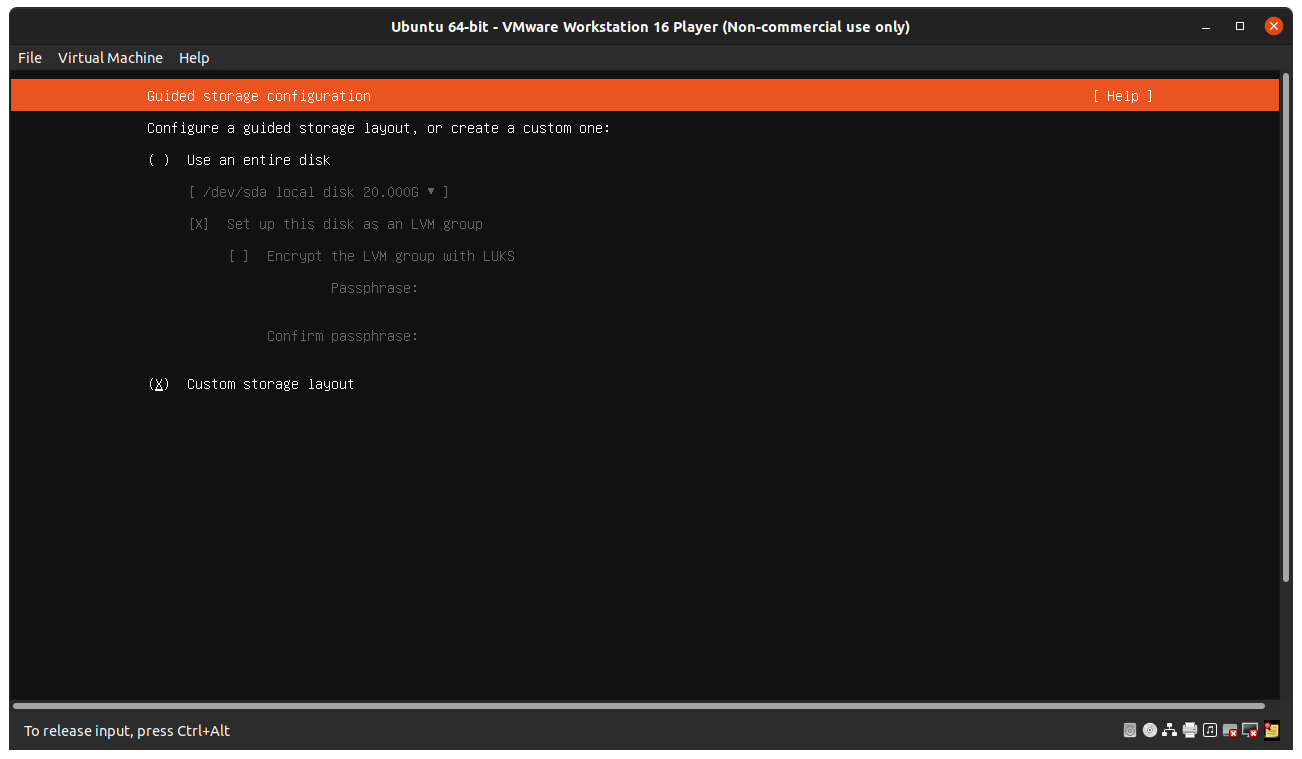 Ubuntu 64-bit - VMware Workstation 16 Player (Non-commercial use only)
File Virtual Machine Help
Guided storage configuration [ Help ]
Configure a guided storage layout, or create a custom one:
( ) Use an entire disk
[ /dev/sda local disk 20.000G ▾ ]
[X] Set up this disk as an LVM group
[ ] Encrypt the LVM group with LUKS
Passphrase:
Confirm passphrase:
(X) Custom storage layout
To release input, press Ctrl+Alt